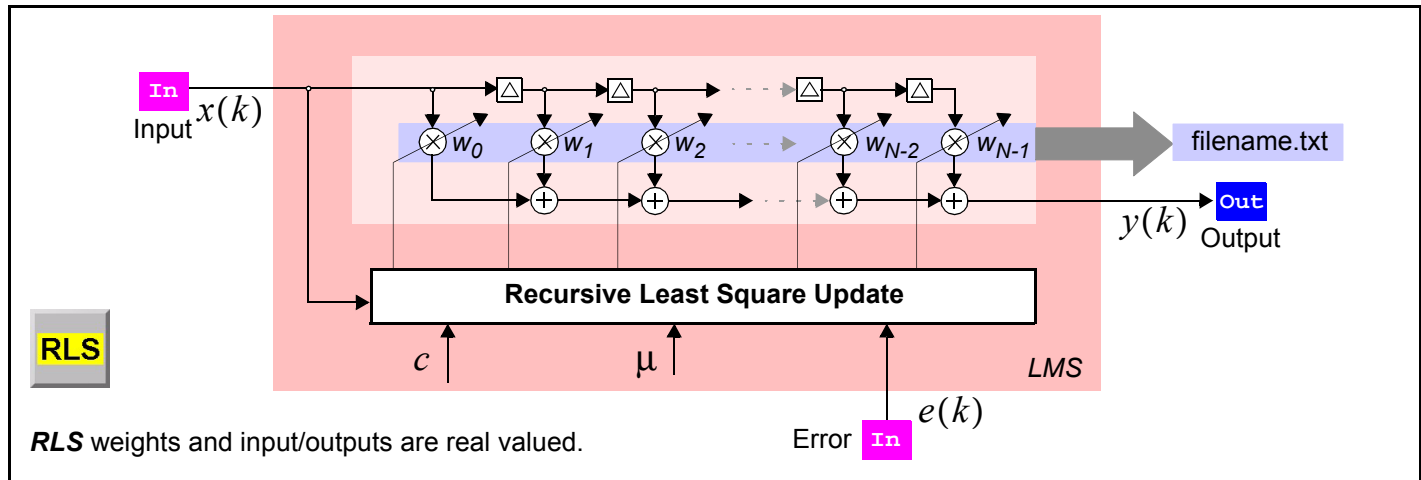 In
Input
x(k)
w0
w1
w2
wN-2
wN-1
filename.txt
y(k)
Out
Output
Recursive Least Square Update
RLS
c
μ
LMS
e(k)
Error
In
RLS weights and input/outputs are real valued.